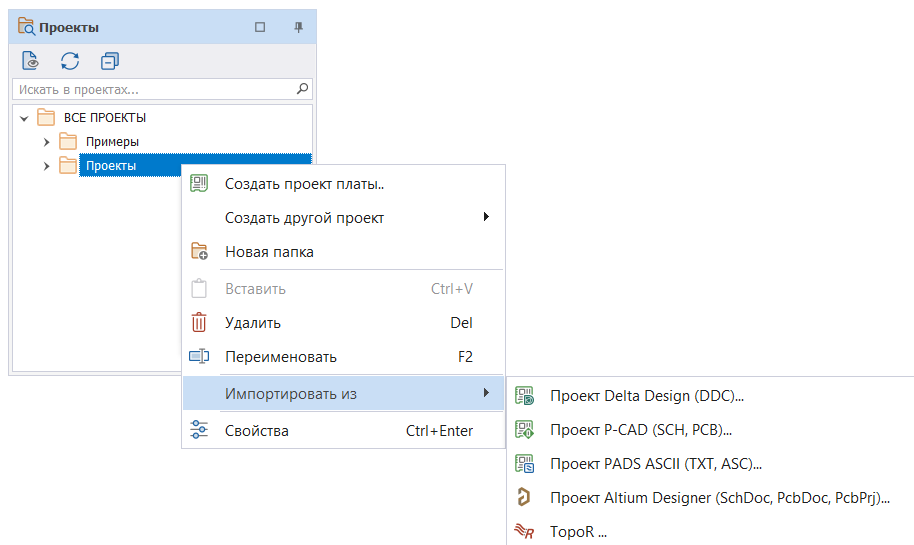 Проекты
Искать в проектах...
ВСЕ ПРОЕКТЫ
Примеры
Проекты
Создать проект платы..
Создать другой проект
Новая папка
Вставить Ctrl+V
Удалить Del
Переименовать F2
Импортировать из
Свойства Ctrl+Enter
Проект Delta Design (DDC)...
Проект P-CAD (SCH, PCB)...
Проект PADS ASCII (TXT, ASC)...
Проект Altium Designer (SchDoc, PcbDoc, PcbPrj)...
TopoR ...